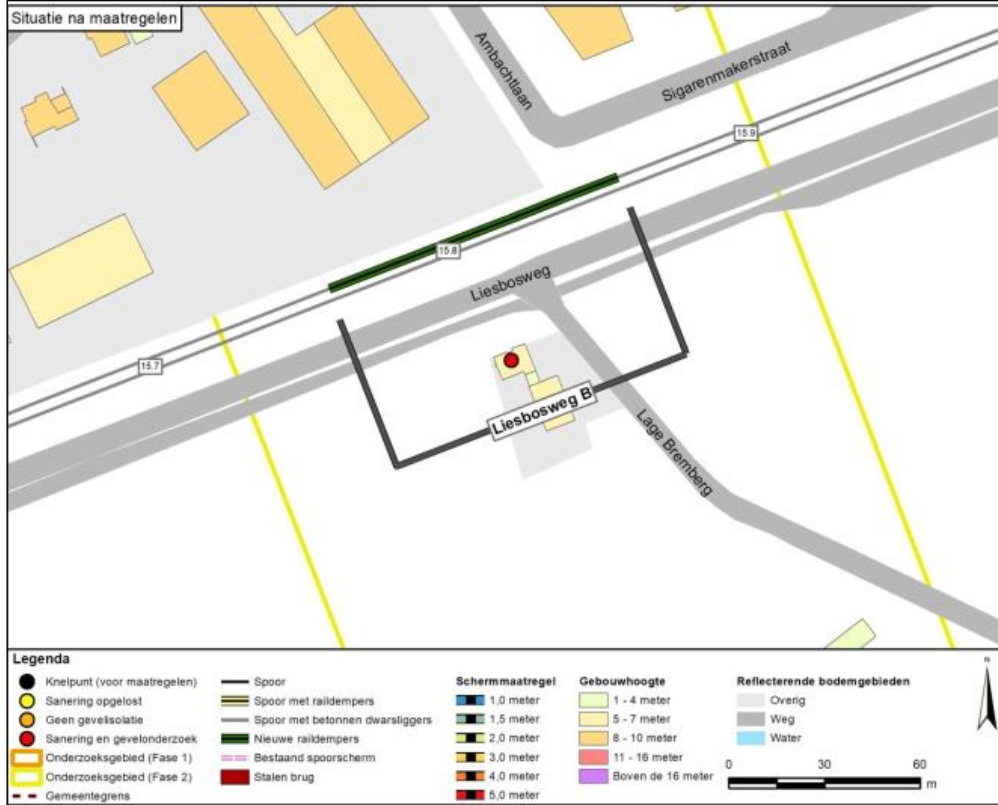 Situatie na maatregelen
Ambachtlaan
Sigarenmakerstraat
15.9
15.8
Liesbosweg
15.7
Liesbosweg B
Lage Bremberg
Legenda
Knelpunt (voor maatregelen)
Sanering opgelost
Geen gevelisolatie
Sanering en gevelonderzoek
Onderzoeksgebied (Fase 1)
Onderzoeksgebied (Fase 2)
Gemeentegrens
Spoor
Spoor met raildempers
Spoor met betonnen dwarsliggers
Nieuwe raildempers
Bestaand spoorscherm
Stalen brug
Schermmaatregel
1,0 meter
1,5 meter
2,0 meter
3,0 meter
4,0 meter
5,0 meter
Gebouwhoogte
1 - 4 meter
5 - 7 meter
8 - 10 meter
11 - 16 meter
Boven de 16 meter
Reflecterende bodemgebieden
Overig
Weg
Water
N
0 30 60
m